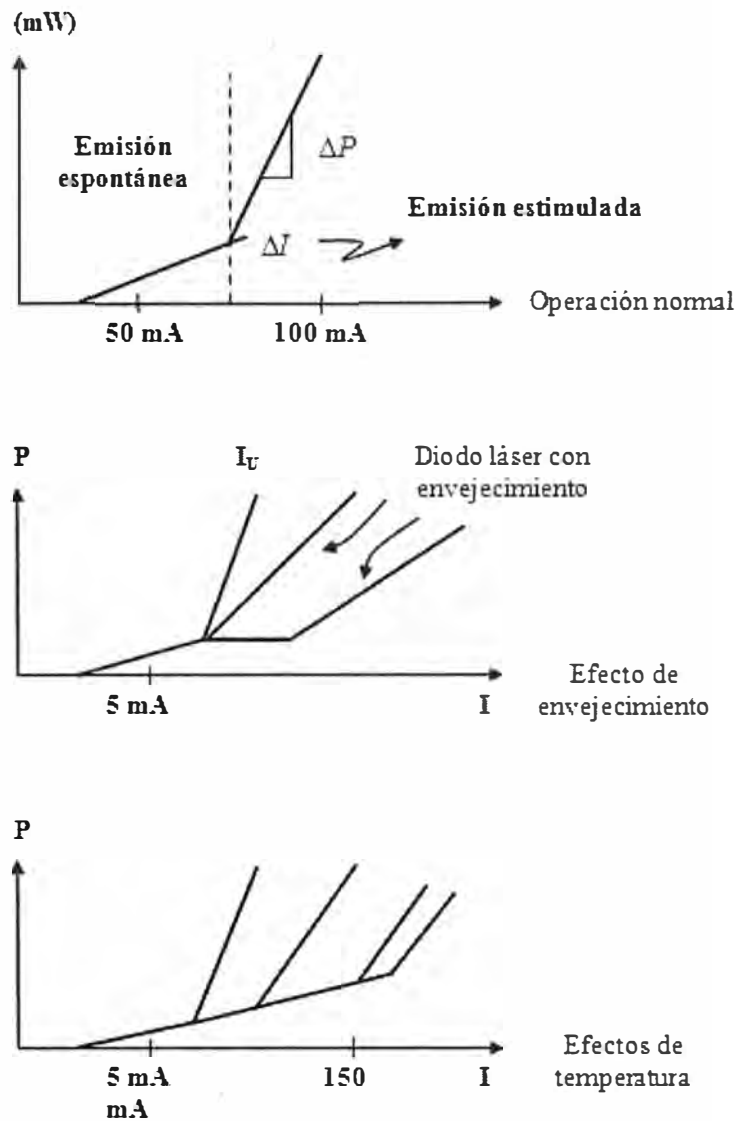 (mW)
Emisión
espontánea
ΔP
Emisión estimulada
ΔI
Operación normal
50 mA
100 mA
P
I_U
Diodo láser con
envejecimiento
5 mA
I
Efecto de
envejecimiento
P
5 mA
mA
150
I
Efectos de
temperatura